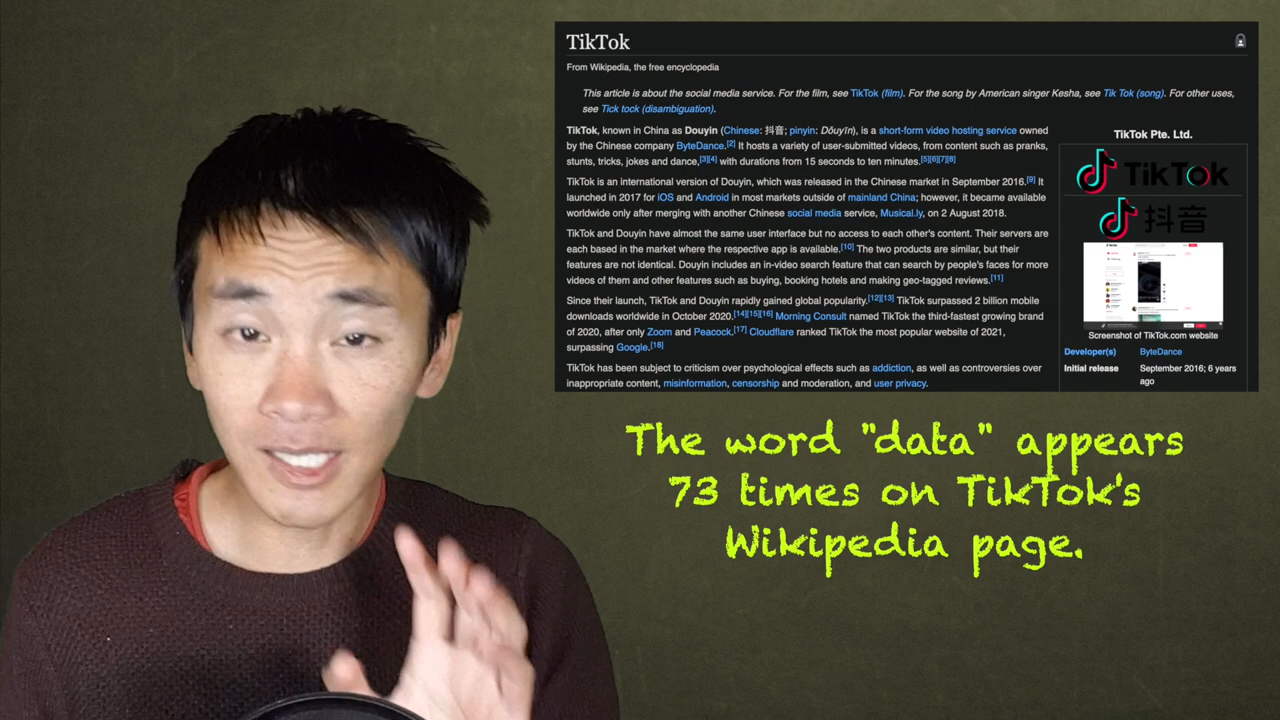 TikTok
From Wikipedia, the free encyclopedia
This article is about the social media service. For the film, see TikTok (film). For the song by American singer Kesha, see Tik Tok (song). For other uses,
see Tick tock (disambiguation).
TikTok, known in China as Douyin (Chinese: 抖音; pinyin: Dǒuyīn), is a short-form video hosting service owned
by the Chinese company ByteDance.[2] It hosts a variety of user-submitted videos, from content such as pranks,
stunts, tricks, jokes and dance,[3][4] with durations from 15 seconds to ten minutes.[5][6][7][8]
TikTok is an international version of Douyin, which was released in the Chinese market in September 2016.[9] It
launched in 2017 for iOS and Android in most markets outside of mainland China; however, it became available
worldwide only after merging with another Chinese social media service, Musical.ly, on 2 August 2018.
TikTok and Douyin have almost the same user interface but no access to each other's content. Their servers are
each based in the market where the respective app is available.[10] The two products are similar, but their
features are not identical. Douyin includes an in-video search feature that can search by people's faces for more
videos of them and other features such as buying, booking hotels and making geo-tagged reviews.[11]
Since their launch, TikTok and Douyin rapidly gained global popularity.[12][13] TikTok surpassed 2 billion mobile
downloads worldwide in October 2020.[14][15][16] Morning Consult named TikTok the third-fastest growing brand
of 2020, after only Zoom and Peacock.[17] Cloudflare ranked TikTok the most popular website of 2021,
surpassing Google.[18]
TikTok has been subject to criticism over psychological effects such as addiction, as well as controversies over
inappropriate content, misinformation, censorship and moderation, and user privacy.
TikTok Pte. Ltd.
TikTok
抖音
Screenshot of TikTok.com website
Developer(s) ByteDance
Initial release September 2016; 6 years
ago
The word "data" appears
73 times on TikTok's
Wikipedia page.